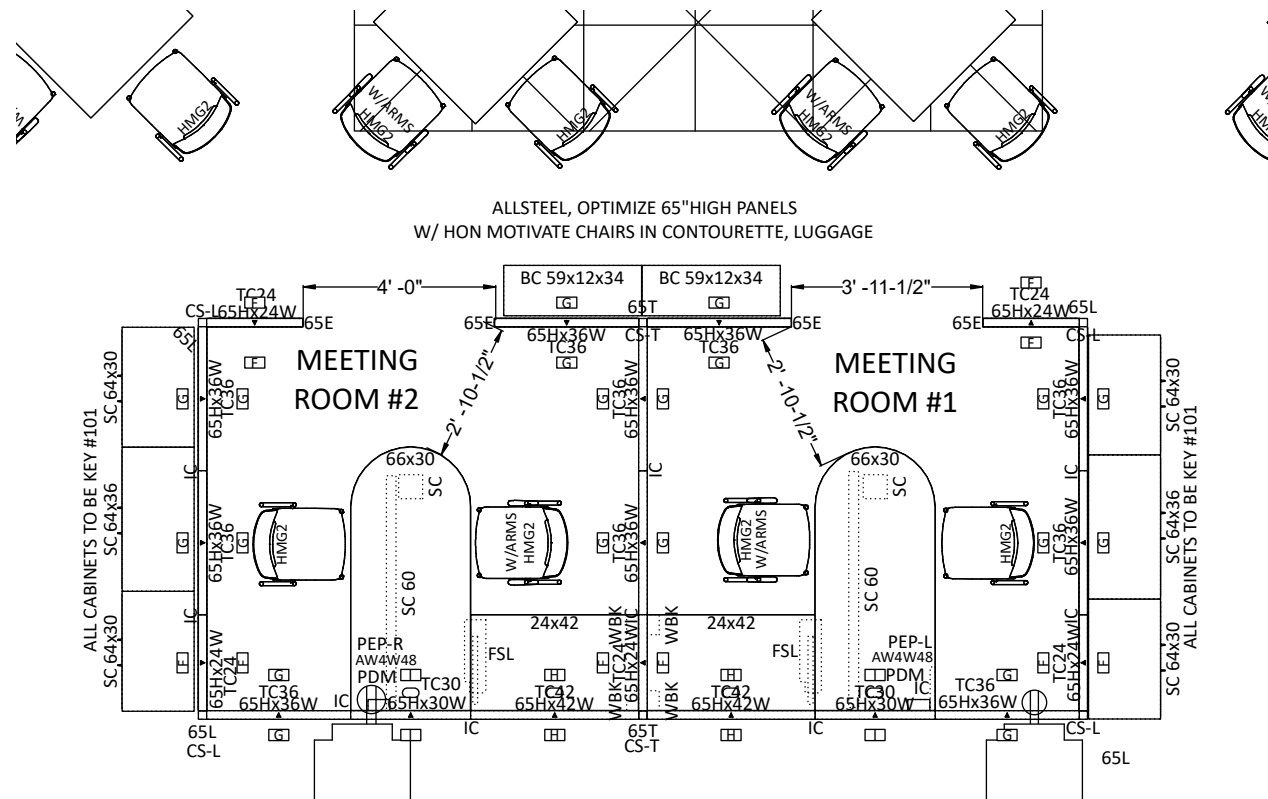 HMG2
W/ARMS
HMG2
HMG2
W/ARMS
HMG2
HMG2
ALLSTEEL, OPTIMIZE 65"HIGH PANELS
W/ HON MOTIVATE CHAIRS IN CONTOURETTE, LUGGAGE
BC 59x12x34
BC 59x12x34
4' -0"
3' -11-1/2"
F
TC24
CS-L
65Hx24W
G
65T
G
F
TC24
65L
65Hx24W
65L
65E
65E
65Hx36W
CS-T
65Hx36W
65E
65E
CS-L
TC36
TC36
MEETING
ROOM #2
MEETING
ROOM #1
F
G
G
F
2' -10-1/2"
2' -10-1/2"
ALL CABINETS TO BE KEY #101
SC 64x30
G
65Hx36W
TC36
G
G
TC36
65Hx36W
G
G
TC36
65Hx36W
G
SC 64x30
ALL CABINETS TO BE KEY #101
66x30
66x30
IC
SC
IC
SC
IC
SC 64x36
G
65Hx36W
TC36
G
HMG2
W/ARMS
HMG2
G
TC36
65Hx36W
G
HMG2
W/ARMS
HMG2
G
TC36
65Hx36W
G
SC 64x36
SC 60
SC 60
IC
IC
IC
24x42
WBK
WBK
24x42
SC 64x30
F
65Hx24W
TC24
F
PEP-R
AW4W48
PDM
FSL
F
TC24
65Hx24W
F
FSL
PEP-L
AW4W48
PDM
F
TC24
65Hx24W
F
SC 64x30
G
H
H
G
TC36
TC30
TC42
WBK
WBK
TC42
TC30
IC
TC36
65Hx36W
IC
65Hx30W
65Hx42W
65Hx42W
65Hx30W
65Hx36W
65L
CS-L
G
I
IC
H
65T
CS-T
H
IC
I
G
CS-L
65L